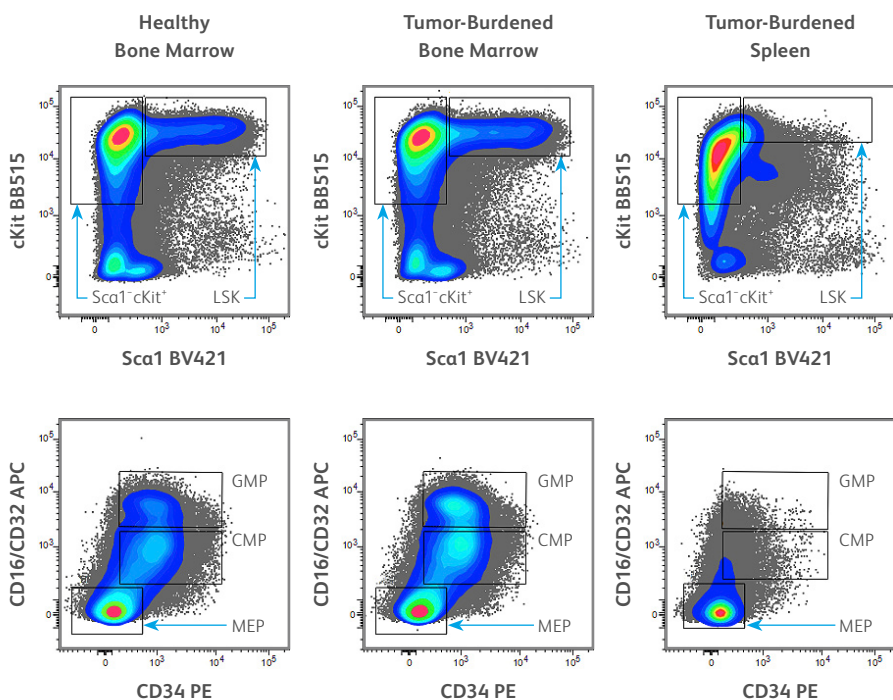 Healthy
Bone Marrow
Tumor-Burdened
Bone Marrow
Tumor-Burdened
Spleen
cKit BB515
10⁵
10⁴
10³
0
Sca1⁻cKit⁺
LSK
0
10³
10⁴
10⁵
Sca1 BV421
cKit BB515
10⁵
10⁴
10³
0
Sca1⁻cKit⁺
LSK
0
10³
10⁴
10⁵
Sca1 BV421
cKit BB515
10⁵
10⁴
10³
0
Sca1⁻cKit⁺
LSK
0
10³
10⁴
10⁵
Sca1 BV421
CD16/CD32 APC
10⁵
10⁴
10³
0
GMP
CMP
MEP
0
10³
10⁴
10⁵
CD34 PE
CD16/CD32 APC
10⁵
10⁴
10³
0
GMP
CMP
MEP
0
10³
10⁴
10⁵
CD34 PE
CD16/CD32 APC
10⁵
10⁴
10³
0
GMP
CMP
MEP
0
10³
10⁴
10⁵
CD34 PE